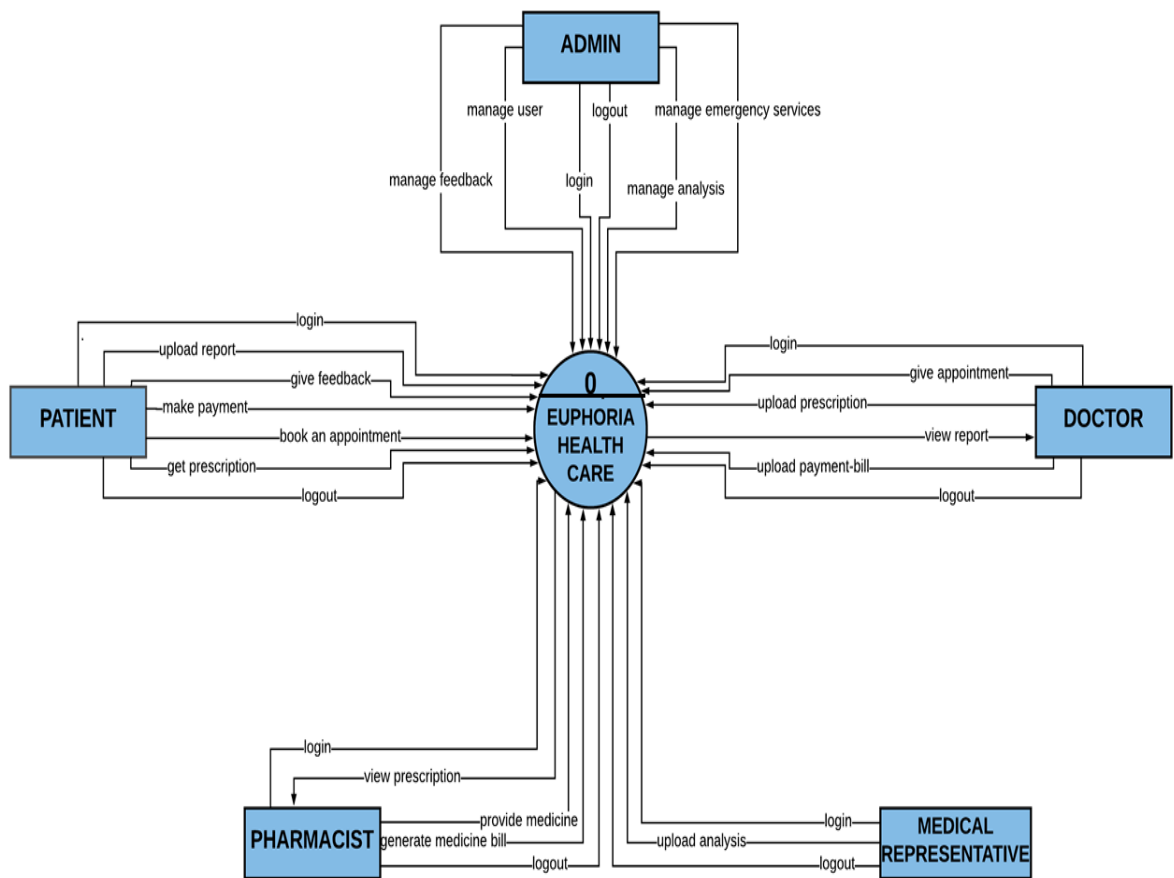 ADMIN
manage user
logout
manage emergency services
manage feedback
login
manage analysis
login
upload report
give feedback
make payment
book an appointment
get prescription
logout
PATIENT
0
EUPHORIA
HEALTH
CARE
login
give appointment
upload prescription
view report
upload payment-bill
logout
DOCTOR
login
view prescription
provide medicine
generate medicine bill
logout
PHARMACIST
login
upload analysis
logout
MEDICAL
REPRESENTATIVE